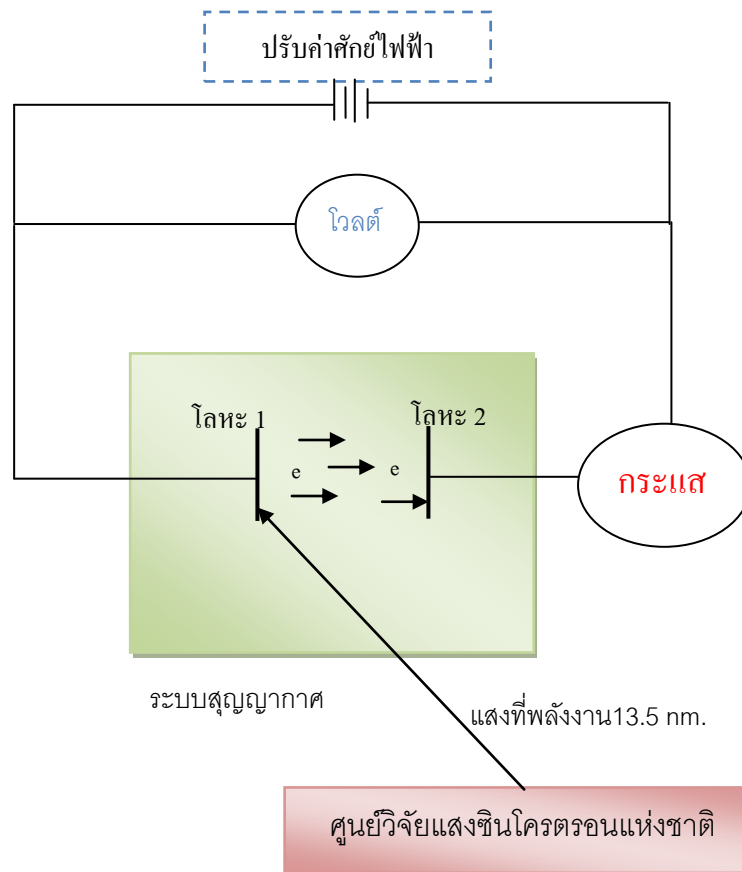 ปรับค่าศักย์ไฟฟ้า
โวลต์
โลหะ 1
โลหะ 2
e
e
กระแส
ระบบสุญญากาศ
แสงที่พลังงาน13.5 nm.
ศูนย์วิจัยแสงซินโครตรอนแห่งชาติ